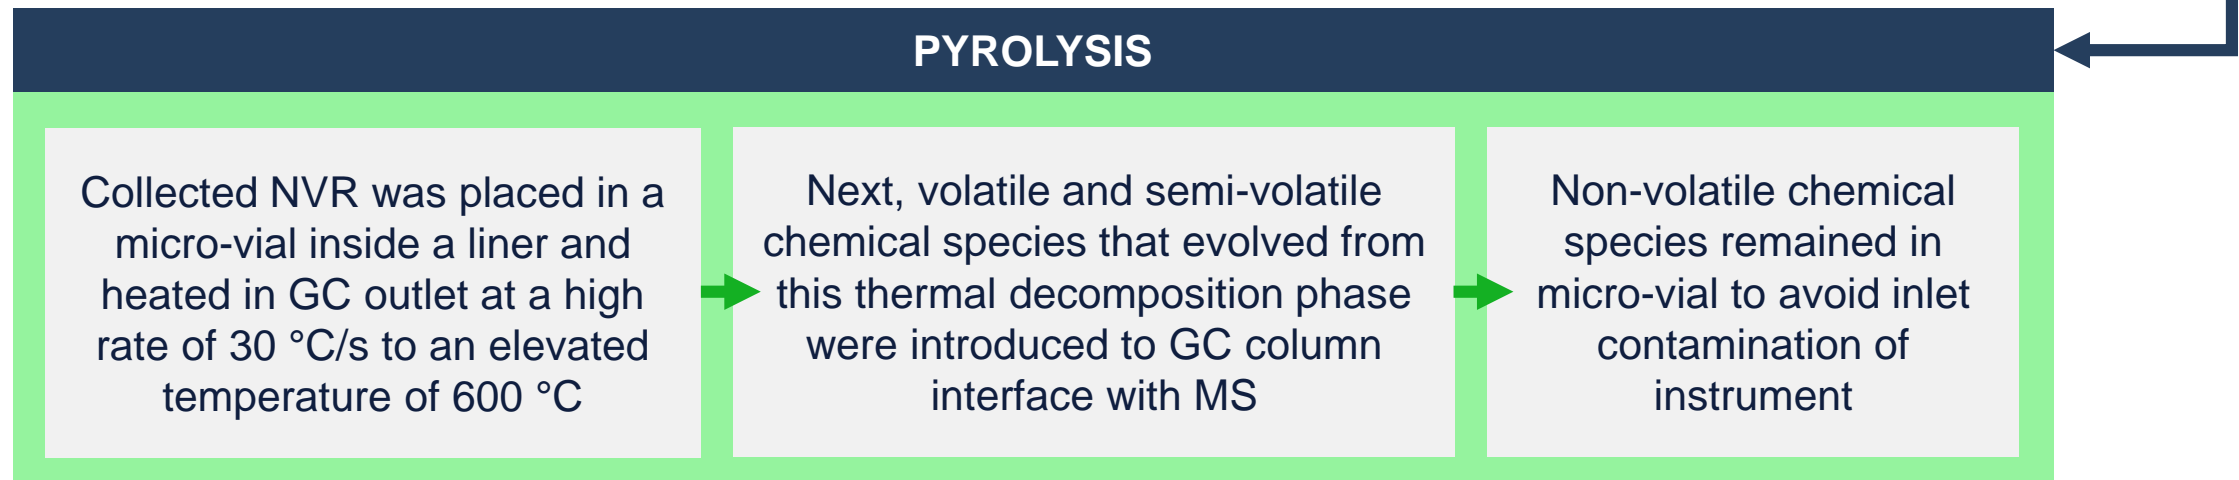 PYROLYSIS
Collected NVR was placed in a
micro-vial inside a liner and
heated in GC outlet at a high
rate of 30 °C/s to an elevated
temperature of 600 °C
Next, volatile and semi-volatile
chemical species that evolved from
this thermal decomposition phase
were introduced to GC column
interface with MS
Non-volatile chemical
species remained in
micro-vial to avoid inlet
contamination of
instrument